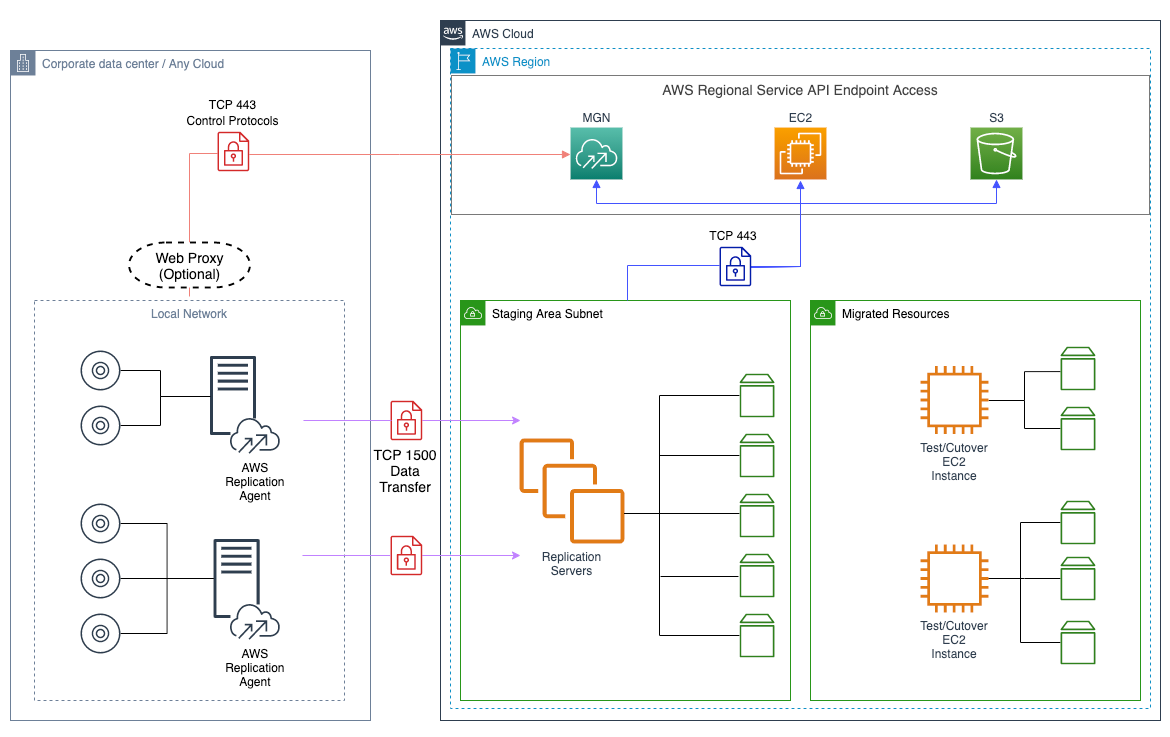 aws
AWS Cloud
Corporate data center / Any Cloud
AWS Region
AWS Regional Service API Endpoint Access
TCP 443
Control Protocols
MGN
EC2
S3
TCP 443
Web Proxy
(Optional)
Local Network
Staging Area Subnet
Migrated Resources
AWS
Replication
Agent
TCP 1500
Data
Transfer
Test/Cutover
EC2
Instance
Replication
Servers
AWS
Replication
Agent
Test/Cutover
EC2
Instance